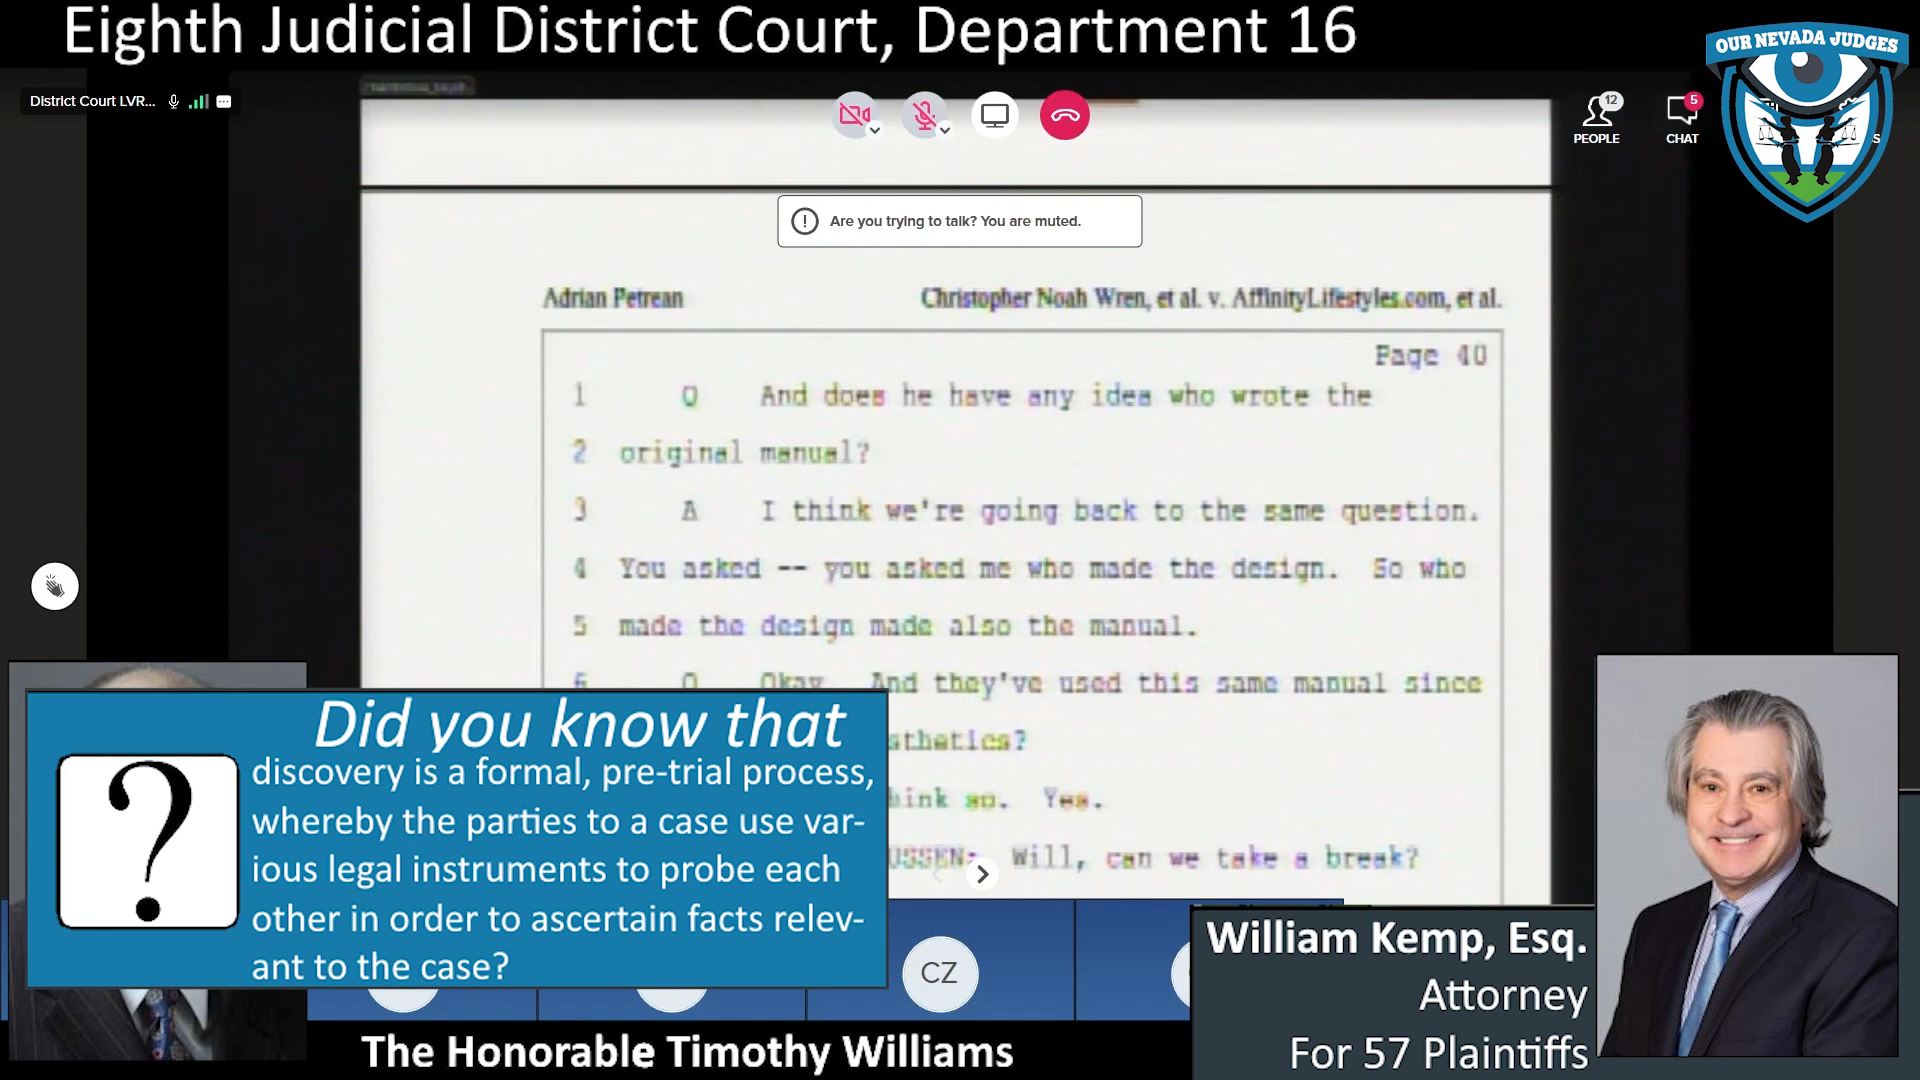 Eighth Judicial District Court, Department 16
OUR NEVADA JUDGES
District Court LVR...
12
PEOPLE
5
CHAT
Are you trying to talk? You are muted.
Adrian Petrean
Christopher Noah Wren, et al. v. AffinityLifestyles.com, et al.
Page 40
1 Q And does he have any idea who wrote the
2 original manual?
3 A I think we're going back to the same question.
4 You asked -- you asked me who made the design. So who
5 made the design made also the manual.
6 Q Okay. And they've used this same manual since
sthetics?
hink so. Yes.
USSEN: Will, can we take a break?
Did you know that
?
discovery is a formal, pre-trial process,
whereby the parties to a case use var-
ious legal instruments to probe each
other in order to ascertain facts relev-
ant to the case?
CZ
William Kemp, Esq.
Attorney
For 57 Plaintiffs
The Honorable Timothy Williams